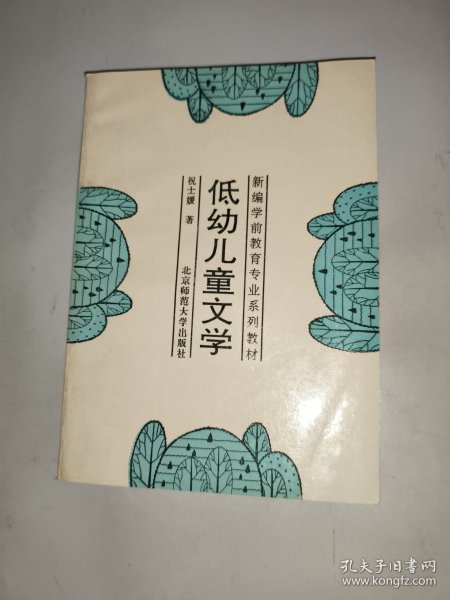 新编学前教育专业系列教材
低幼儿童文学
祝士媛 著
北京师范大学出版社
孔夫子旧书网
www.kongfz.com